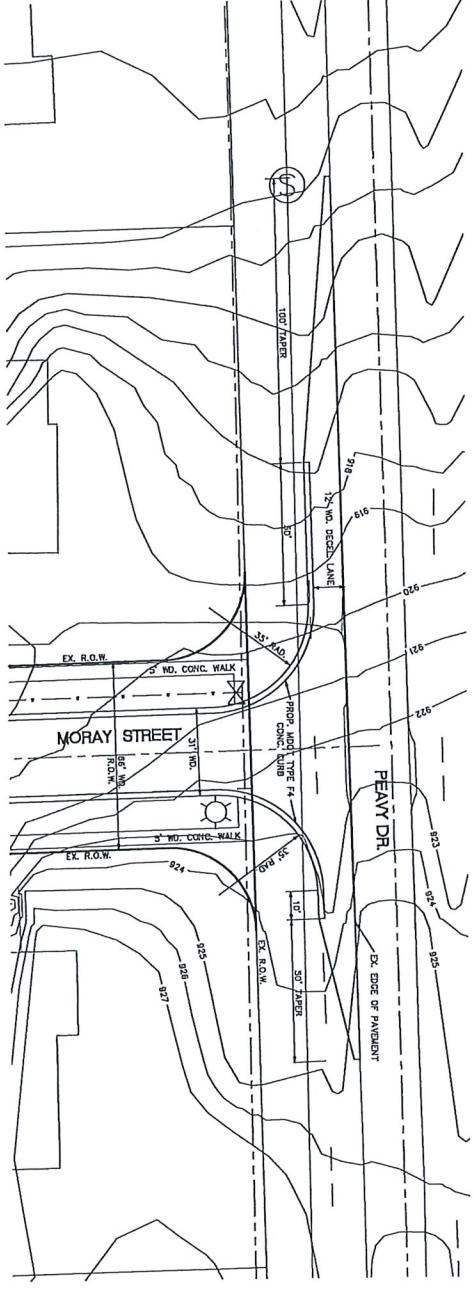 S
100' TAPER
918
50'
12' WD. DECEL LANE
919
920
35' RAD.
EX. R.O.W.
5' WD. CONC. WALK
921
922
PROP. MDOT TYPE F4
CONC. CURB
MORAY STREET
31' WD.
66' WD.
R.O.W.
PEAVY DR.
923
5' WD. CONC. WALK
EX. R.O.W.
35' RAD
924
924
10'
925
EX. R.O.W.
50' TAPER
EX. EDGE OF PAVEMENT
925
926
927